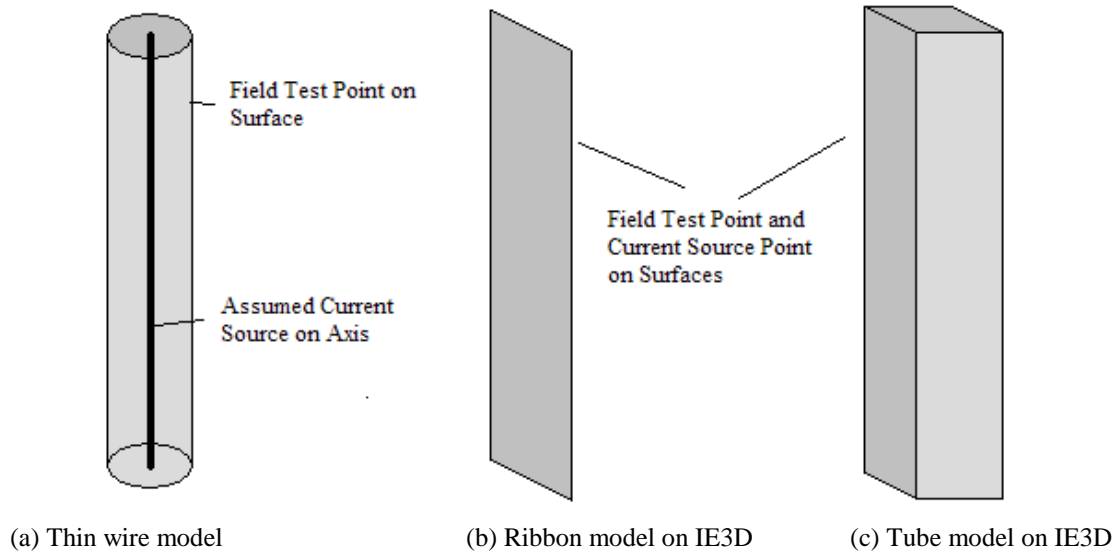 Field Test Point on
Surface
Assumed Current
Source on Axis
Field Test Point and
Current Source Point
on Surfaces
(a) Thin wire model
(b) Ribbon model on IE3D
(c) Tube model on IE3D